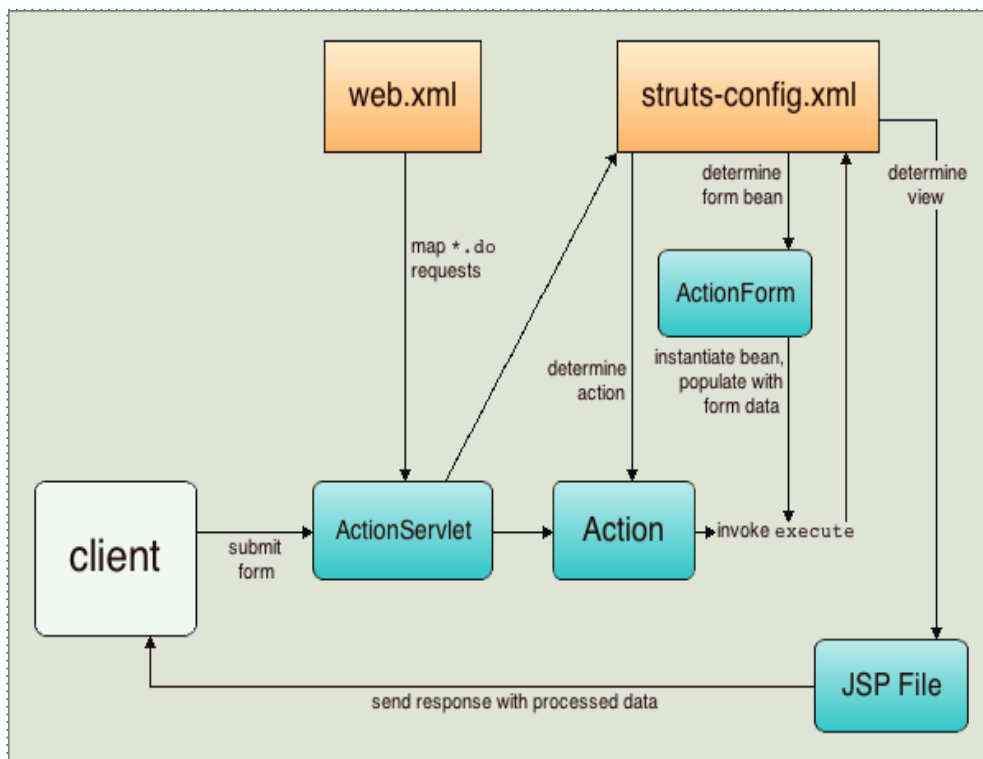 web.xml
struts-config.xml
determine
form bean
determine
view
map *.do
requests
ActionForm
determine
action
instantiate bean,
populate with
form data
client
submit
form
ActionServlet
Action
invoke execute
JSP File
send response with processed data